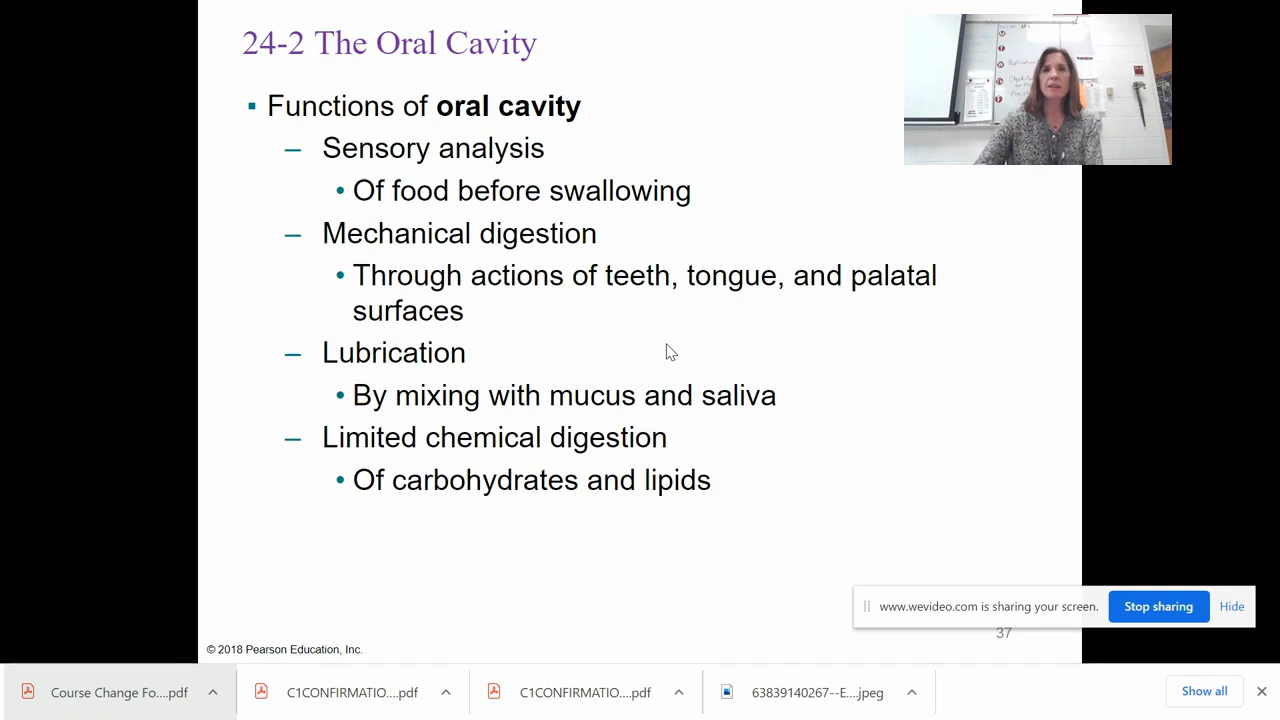 24-2 The Oral Cavity
▪ Functions of oral cavity
– Sensory analysis
• Of food before swallowing
– Mechanical digestion
• Through actions of teeth, tongue, and palatal
surfaces
– Lubrication
• By mixing with mucus and saliva
– Limited chemical digestion
• Of carbohydrates and lipids
M
T
W
Th
F
www.wevideo.com is sharing your screen.
Stop sharing
Hide
37
© 2018 Pearson Education, Inc.
Course Change Fo....pdf
C1CONFIRMATIO....pdf
C1CONFIRMATIO....pdf
63839140267--E....jpeg
Show all